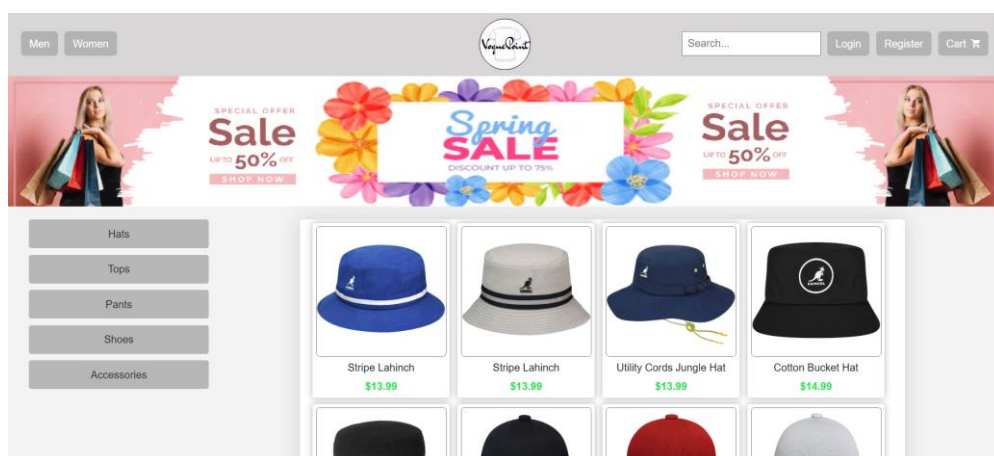 Men
Women
VoguePoint
Search...
Login
Register
Cart
SPECIAL OFFER
Sale
UP TO 50% OFF
SHOP NOW
Spring
SALE
DISCOUNT UP TO 75%
SPECIAL OFFER
Sale
UP TO 50% OFF
SHOP NOW
Hats
Tops
Pants
Shoes
Accessories
Stripe Lahinch
$13.99
Stripe Lahinch
$13.99
Utility Cords Jungle Hat
$13.99
KANGOL
Cotton Bucket Hat
$14.99